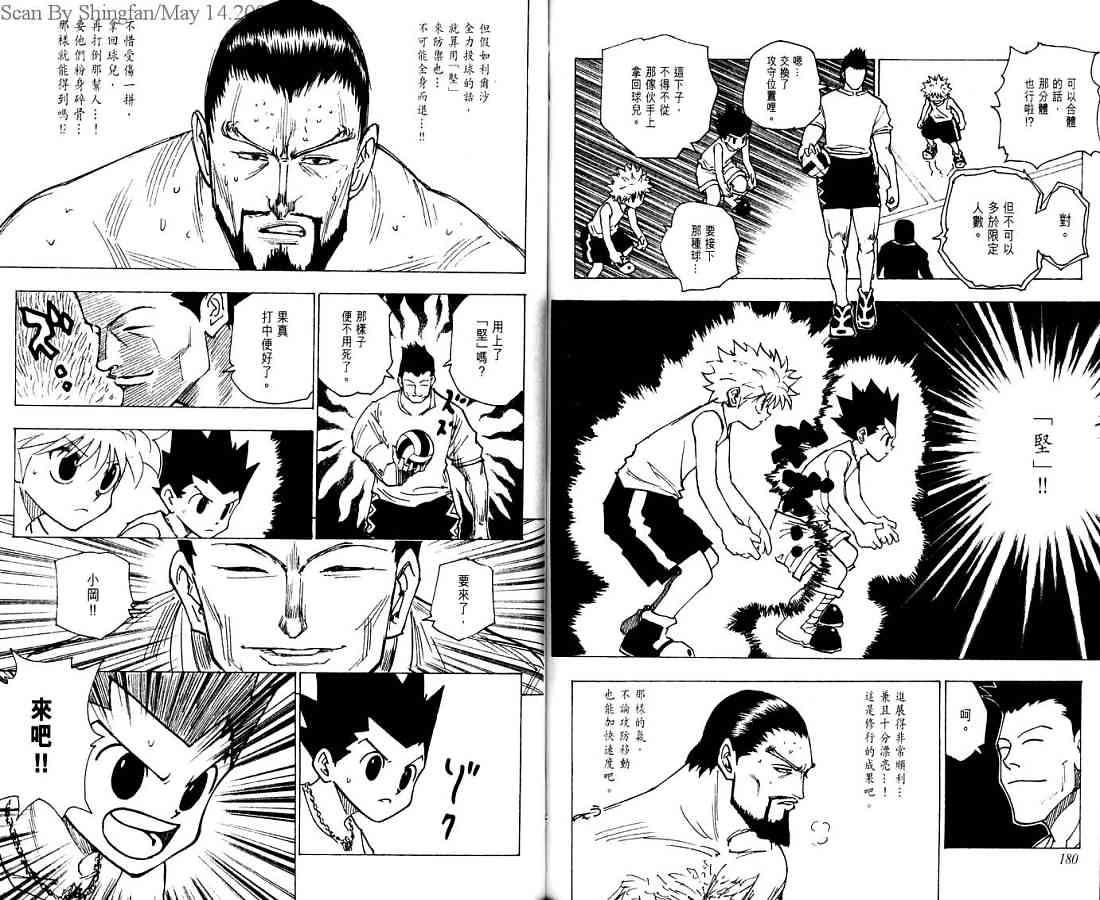 Scan By Shingfan/May 14.20
可以合體
的話，
那分體
也行啦!?
對。
但不可以
多於限定
人數。
嗯…
交換了
攻守位置哩。
這下子，
不得不從
那傢伙手上
拿回球兒。
要接下
那種球…
「堅」!!
呵。
進展得非常順利…
兼且十分漂亮…
這是修行的成果吧。
那樣的氣，
不論攻防移動
也能加快速度吧。
180
但假如利爾沙
全力投球的話，
就算用「堅」
來防禦也…
不可能全身而退…!!
不惜受傷一拼，
拿回球兒，
再打倒那幫人…!
要他們粉身碎骨…
那樣就能得到嗎!?
用上了
「堅」嗎?
那樣子
便不用死了。
ズズ
果真
打中便好了。
ズ
要來了，
小岡!!
ゾク
來吧!!